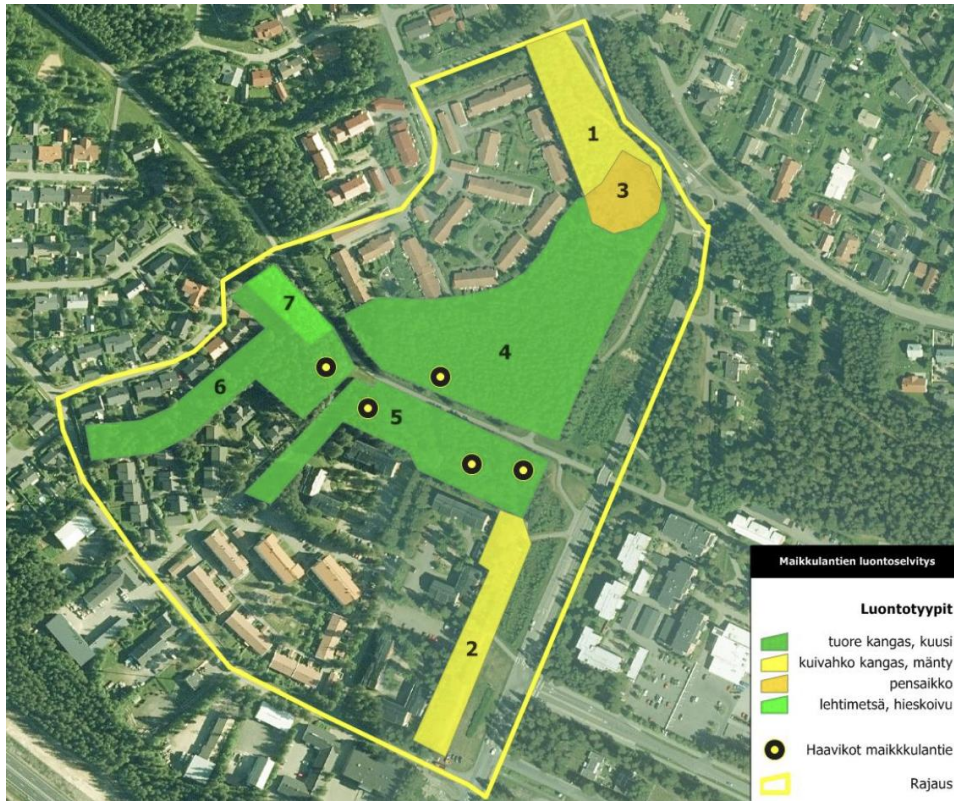 1
3
7
4
6
5
2
Maikkulantien luontoselvitys
Luontotyypit
tuore kangas, kuusi
kuivahko kangas, mänty
pensaikko
lehtimetsä, hieskoivu
Haavikot maikkkulantie
Rajaus